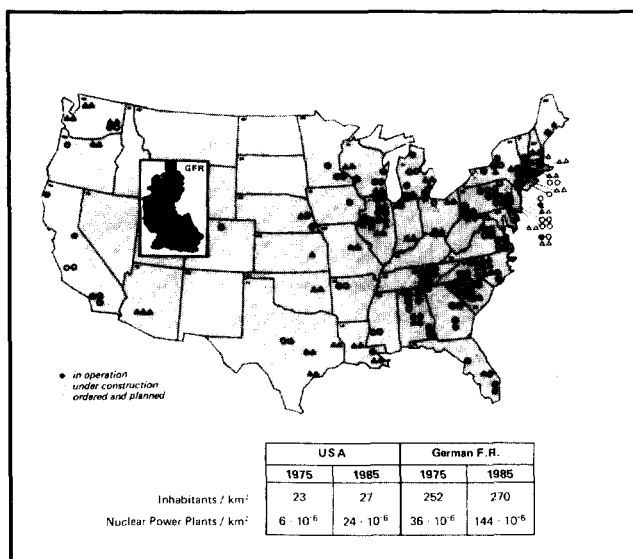 GFR
in operation
under construction
ordered and planned
USA German F.R.
1975 1985 1975 1985
Inhabitants / km² 23 27 252 270
Nuclear Power Plants / km² 6 · 10⁻⁶ 24 · 10⁻⁶ 36 · 10⁻⁶ 144 · 10⁻⁶